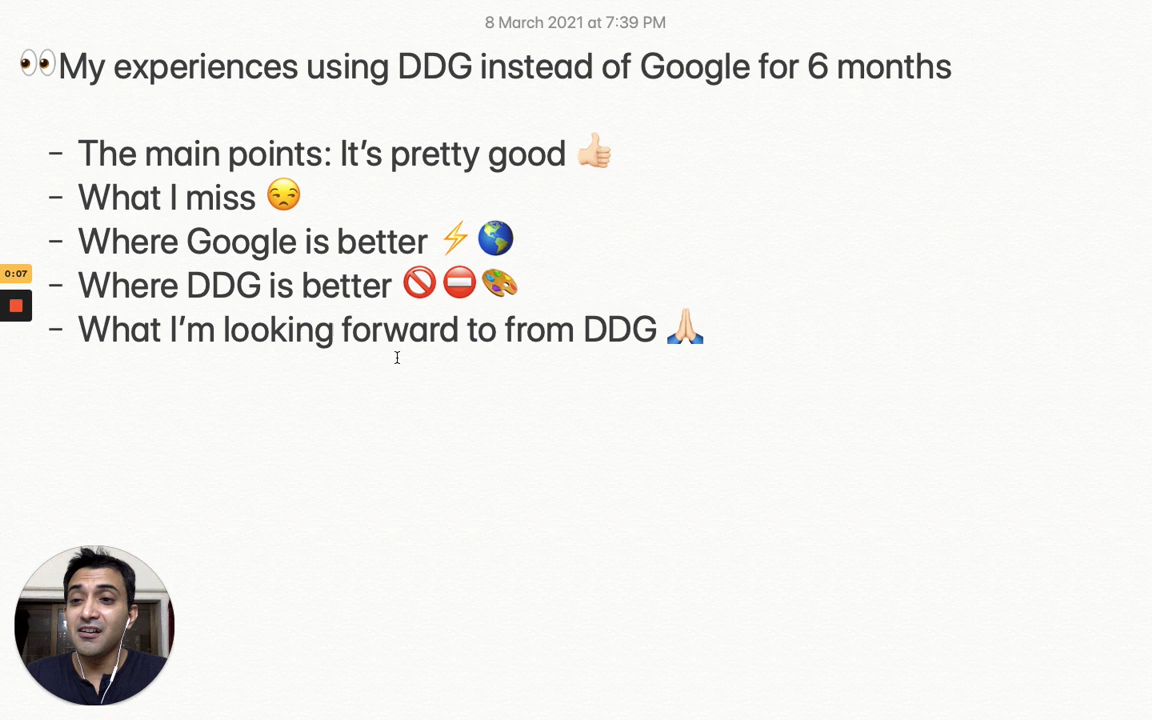 8 March 2021 at 7:39 PM
👀My experiences using DDG instead of Google for 6 months
– The main points: It’s pretty good 👍🏻
– What I miss 😒
– Where Google is better ⚡🌎
– Where DDG is better 🚫⛔🎨
– What I’m looking forward to from DDG 🙏🏻
0:07